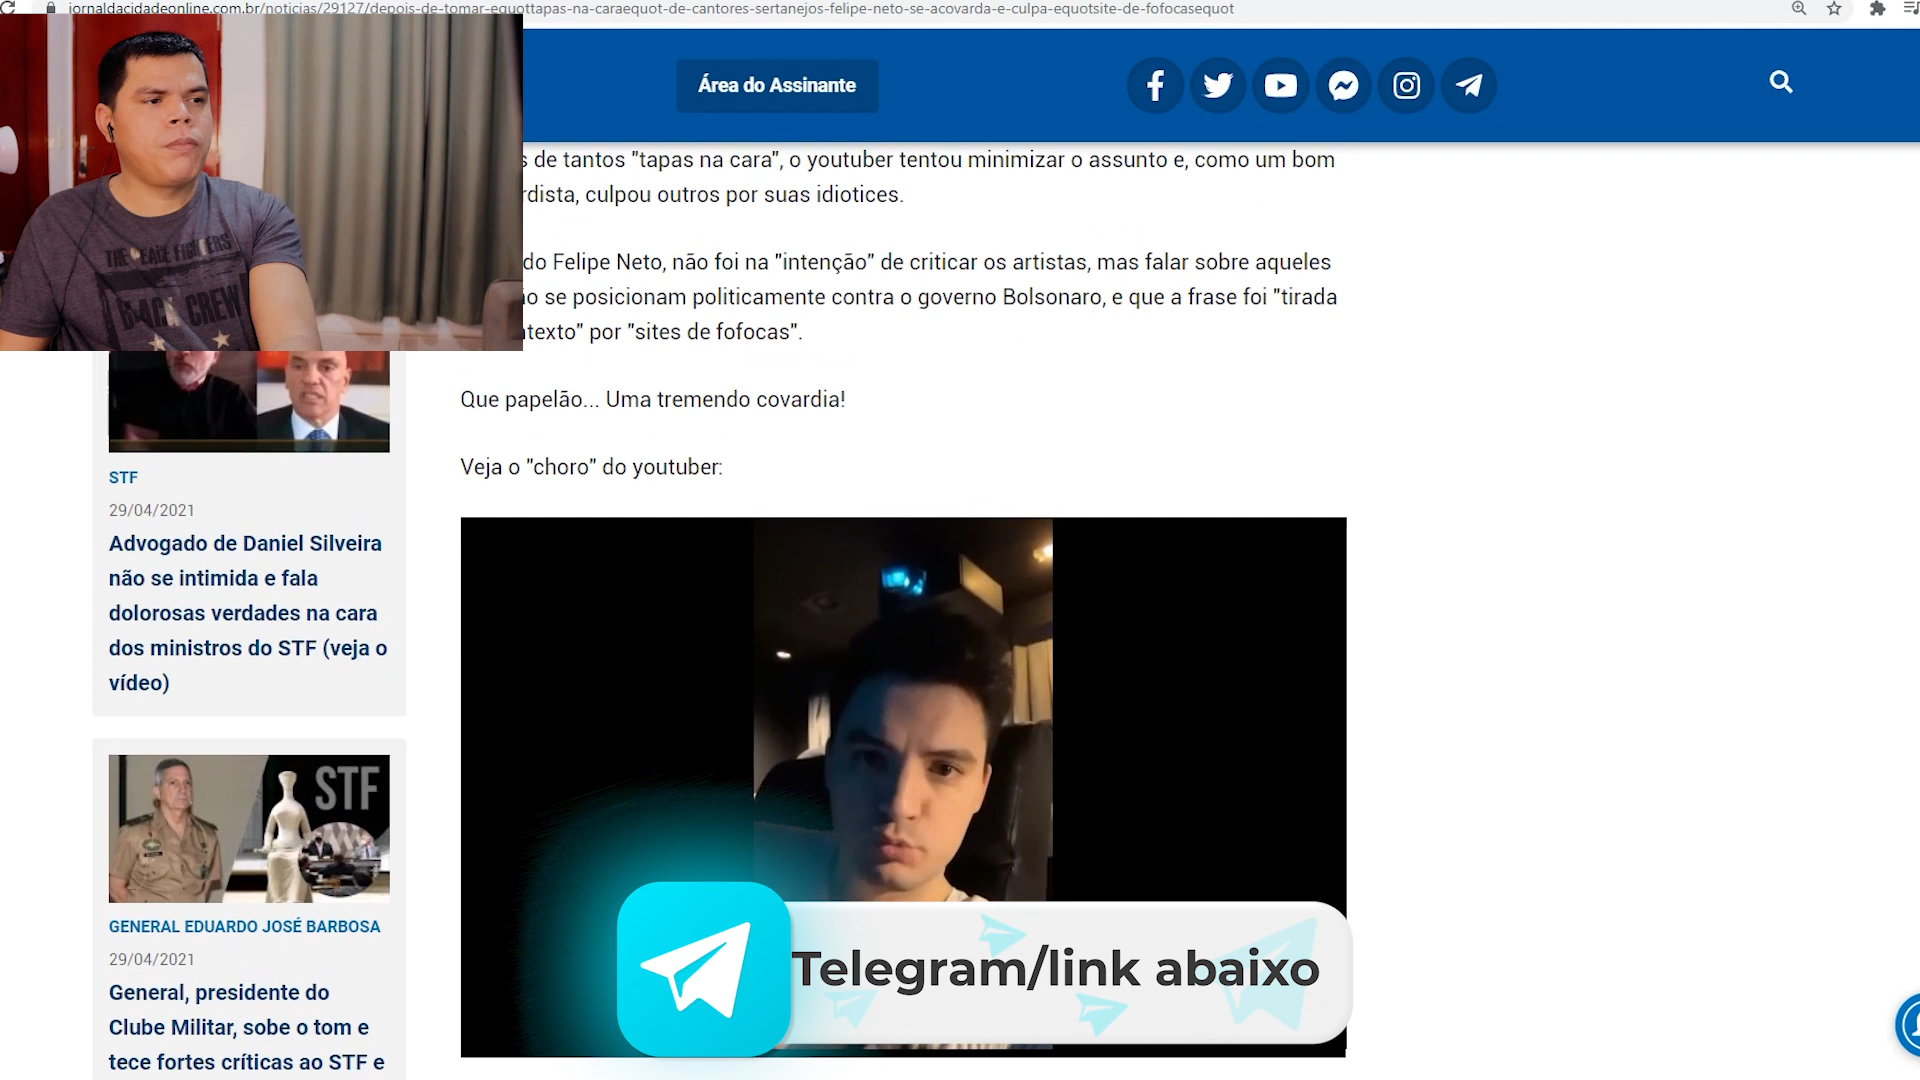 jornaldacidadeonline.com.br/noticias/29127/depois-de-tomar-equottapas-na-caraequot-de-cantores-sertanejos-felipe-neto-se-acovarda-e-culpa-equotsite-de-fofocasequot
Área do Assinante
s de tantos "tapas na cara", o youtuber tentou minimizar o assunto e, como um bom
rdista, culpou outros por suas idiotices.
do Felipe Neto, não foi na "intenção" de criticar os artistas, mas falar sobre aqueles
o se posicionam politicamente contra o governo Bolsonaro, e que a frase foi "tirada
texto" por "sites de fofocas".
Que papelão... Uma tremendo covardia!
Veja o "choro" do youtuber:
THE PEACE FIGHTERS
BLACK CREW
STF
29/04/2021
Advogado de Daniel Silveira
não se intimida e fala
dolorosas verdades na cara
dos ministros do STF (veja o
vídeo)
STF
GENERAL EDUARDO JOSÉ BARBOSA
29/04/2021
General, presidente do
Clube Militar, sobe o tom e
tece fortes críticas ao STF e
Telegram/link abaixo